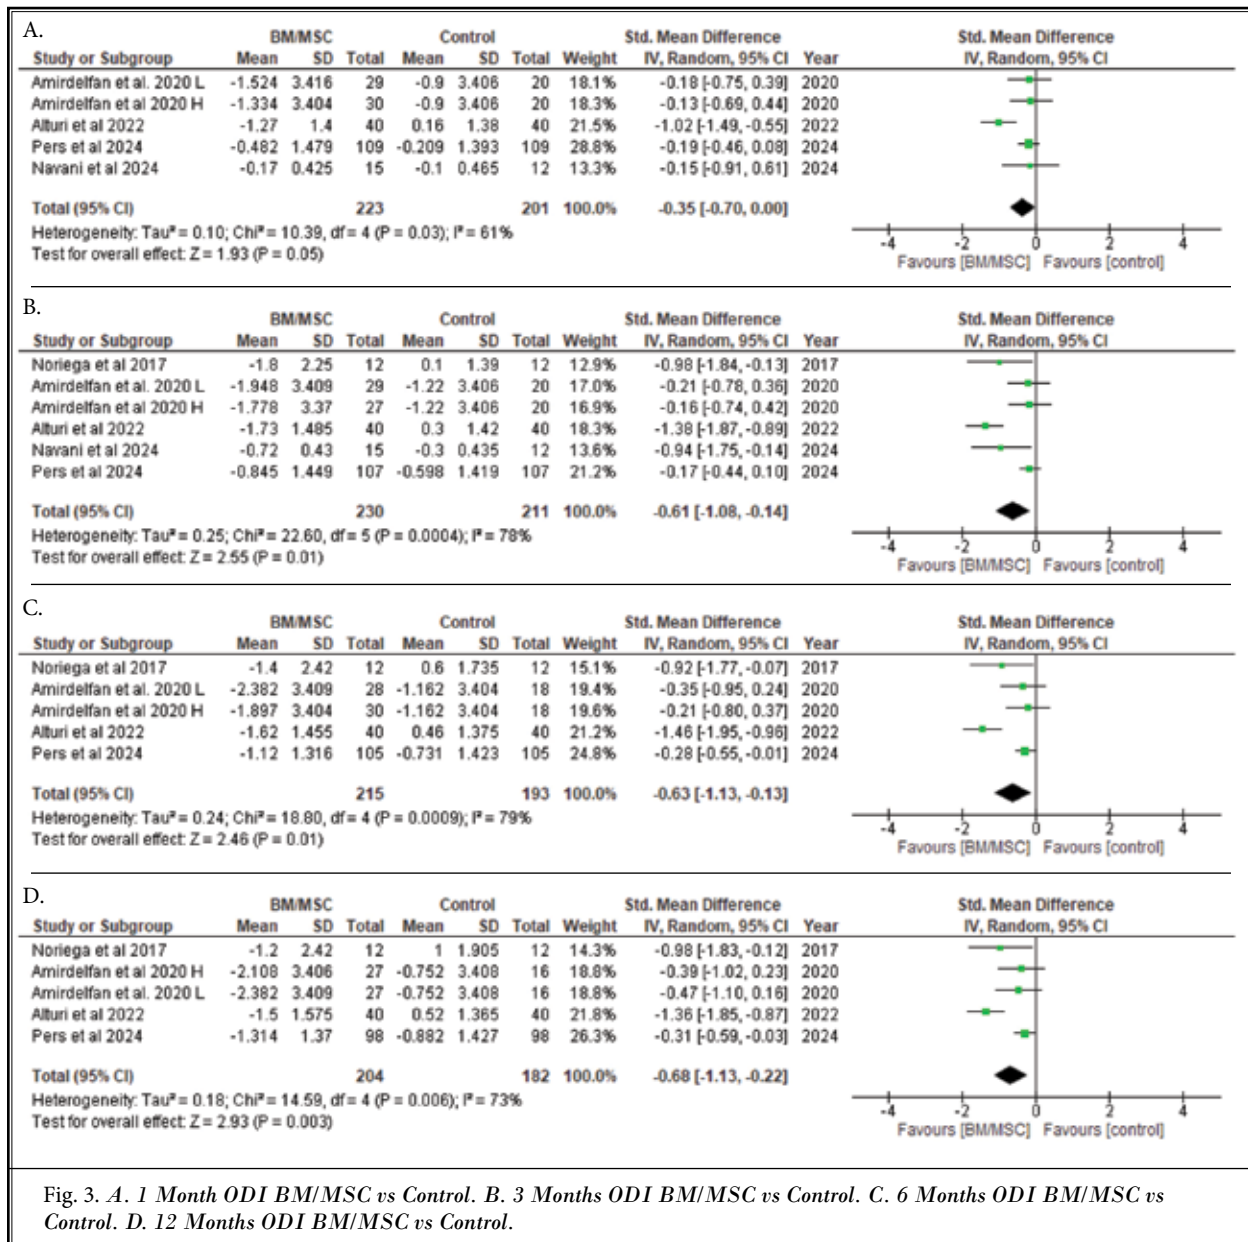 A.
BM/MSC Control Std. Mean Difference Std. Mean Difference
Study or Subgroup Mean SD Total Mean SD Total Weight IV, Random, 95% CI Year IV, Random, 95% CI
Amirdelfan et al. 2020 L -1.524 3.416 29 -0.9 3.406 20 18.1% -0.18 [-0.75, 0.39] 2020
Amirdelfan et al 2020 H -1.334 3.404 30 -0.9 3.406 20 18.3% -0.13 [-0.69, 0.44] 2020
Alturi et al 2022 -1.27 1.4 40 0.16 1.38 40 21.5% -1.02 [-1.49, -0.55] 2022
Pers et al 2024 -0.482 1.479 109 -0.209 1.393 109 28.8% -0.19 [-0.46, 0.08] 2024
Navani et al 2024 -0.17 0.425 15 -0.1 0.465 12 13.3% -0.15 [-0.91, 0.61] 2024
Total (95% CI) 223 201 100.0% -0.35 [-0.70, 0.00]
Heterogeneity: Tau² = 0.10; Chi² = 10.39, df = 4 (P = 0.03); I² = 61%
Test for overall effect: Z = 1.93 (P = 0.05)
-4 -2 0 2 4
Favours [BM/MSC] Favours [control]
B.
BM/MSC Control Std. Mean Difference Std. Mean Difference
Study or Subgroup Mean SD Total Mean SD Total Weight IV, Random, 95% CI Year IV, Random, 95% CI
Noriega et al 2017 -1.8 2.25 12 0.1 1.39 12 12.9% -0.98 [-1.84, -0.13] 2017
Amirdelfan et al. 2020 L -1.948 3.409 29 -1.22 3.406 20 17.0% -0.21 [-0.78, 0.36] 2020
Amirdelfan et al 2020 H -1.778 3.37 27 -1.22 3.406 20 16.9% -0.16 [-0.74, 0.42] 2020
Alturi et al 2022 -1.73 1.485 40 0.3 1.42 40 18.3% -1.38 [-1.87, -0.89] 2022
Navani et al 2024 -0.72 0.43 15 -0.3 0.435 12 13.6% -0.94 [-1.75, -0.14] 2024
Pers et al 2024 -0.845 1.449 107 -0.598 1.419 107 21.2% -0.17 [-0.44, 0.10] 2024
Total (95% CI) 230 211 100.0% -0.61 [-1.08, -0.14]
Heterogeneity: Tau² = 0.25; Chi² = 22.60, df = 5 (P = 0.0004); I² = 78%
Test for overall effect: Z = 2.55 (P = 0.01)
-4 -2 0 2 4
Favours [BM/MSC] Favours [control]
C.
BM/MSC Control Std. Mean Difference Std. Mean Difference
Study or Subgroup Mean SD Total Mean SD Total Weight IV, Random, 95% CI Year IV, Random, 95% CI
Noriega et al 2017 -1.4 2.42 12 0.6 1.735 12 15.1% -0.92 [-1.77, -0.07] 2017
Amirdelfan et al. 2020 L -2.382 3.409 28 -1.162 3.404 18 19.4% -0.35 [-0.95, 0.24] 2020
Amirdelfan et al 2020 H -1.897 3.404 30 -1.162 3.404 18 19.6% -0.21 [-0.80, 0.37] 2020
Alturi et al 2022 -1.62 1.455 40 0.46 1.375 40 21.2% -1.46 [-1.95, -0.96] 2022
Pers et al 2024 -1.12 1.316 105 -0.731 1.423 105 24.8% -0.28 [-0.55, -0.01] 2024
Total (95% CI) 215 193 100.0% -0.63 [-1.13, -0.13]
Heterogeneity: Tau² = 0.24; Chi² = 18.80, df = 4 (P = 0.0009); I² = 79%
Test for overall effect: Z = 2.46 (P = 0.01)
-4 -2 0 2 4
Favours [BM/MSC] Favours [control]
D.
BM/MSC Control Std. Mean Difference Std. Mean Difference
Study or Subgroup Mean SD Total Mean SD Total Weight IV, Random, 95% CI Year IV, Random, 95% CI
Noriega et al 2017 -1.2 2.42 12 1 1.905 12 14.3% -0.98 [-1.83, -0.12] 2017
Amirdelfan et al 2020 H -2.108 3.406 27 -0.752 3.408 16 18.8% -0.39 [-1.02, 0.23] 2020
Amirdelfan et al. 2020 L -2.382 3.409 27 -0.752 3.408 16 18.8% -0.47 [-1.10, 0.16] 2020
Alturi et al 2022 -1.5 1.575 40 0.52 1.365 40 21.8% -1.36 [-1.85, -0.87] 2022
Pers et al 2024 -1.314 1.37 98 -0.882 1.427 98 26.3% -0.31 [-0.59, -0.03] 2024
Total (95% CI) 204 182 100.0% -0.68 [-1.13, -0.22]
Heterogeneity: Tau² = 0.18; Chi² = 14.59, df = 4 (P = 0.006); I² = 73%
Test for overall effect: Z = 2.93 (P = 0.003)
-4 -2 0 2 4
Favours [BM/MSC] Favours [control]
Fig. 3. A. 1 Month ODI BM/MSC vs Control. B. 3 Months ODI BM/MSC vs Control. C. 6 Months ODI BM/MSC vs
Control. D. 12 Months ODI BM/MSC vs Control.